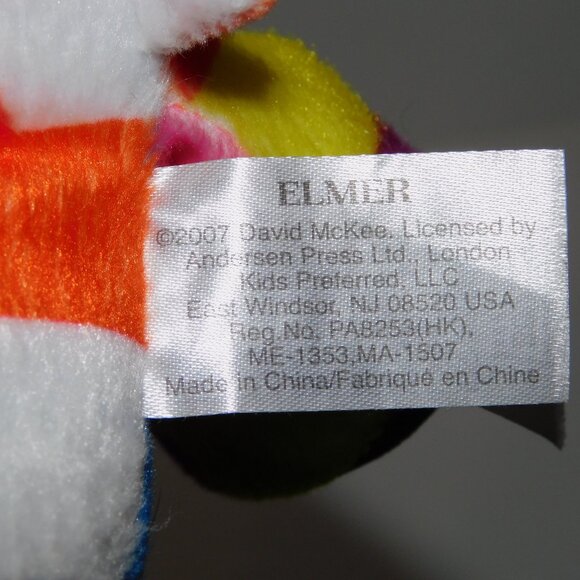 ELMER
©2007 David McKee. Licensed by
Andersen Press Ltd., London
Kids Preferred, LLC
East Windsor, NJ 08520 USA
Reg.No. PA8253(HK),
ME-1353,MA-1507
Made in China/Fabriqué en Chine